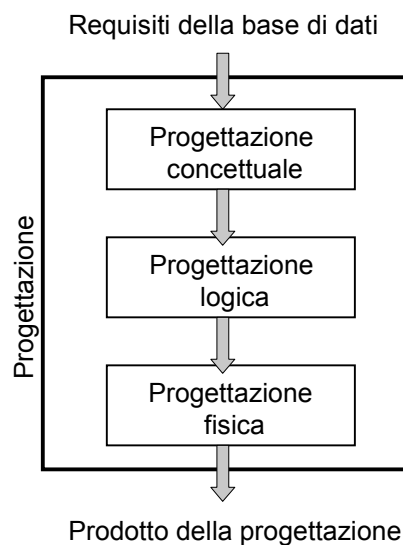 Requisiti della base di dati
Progettazione
Progettazione
concettuale
Progettazione
logica
Progettazione
fisica
Prodotto della progettazione